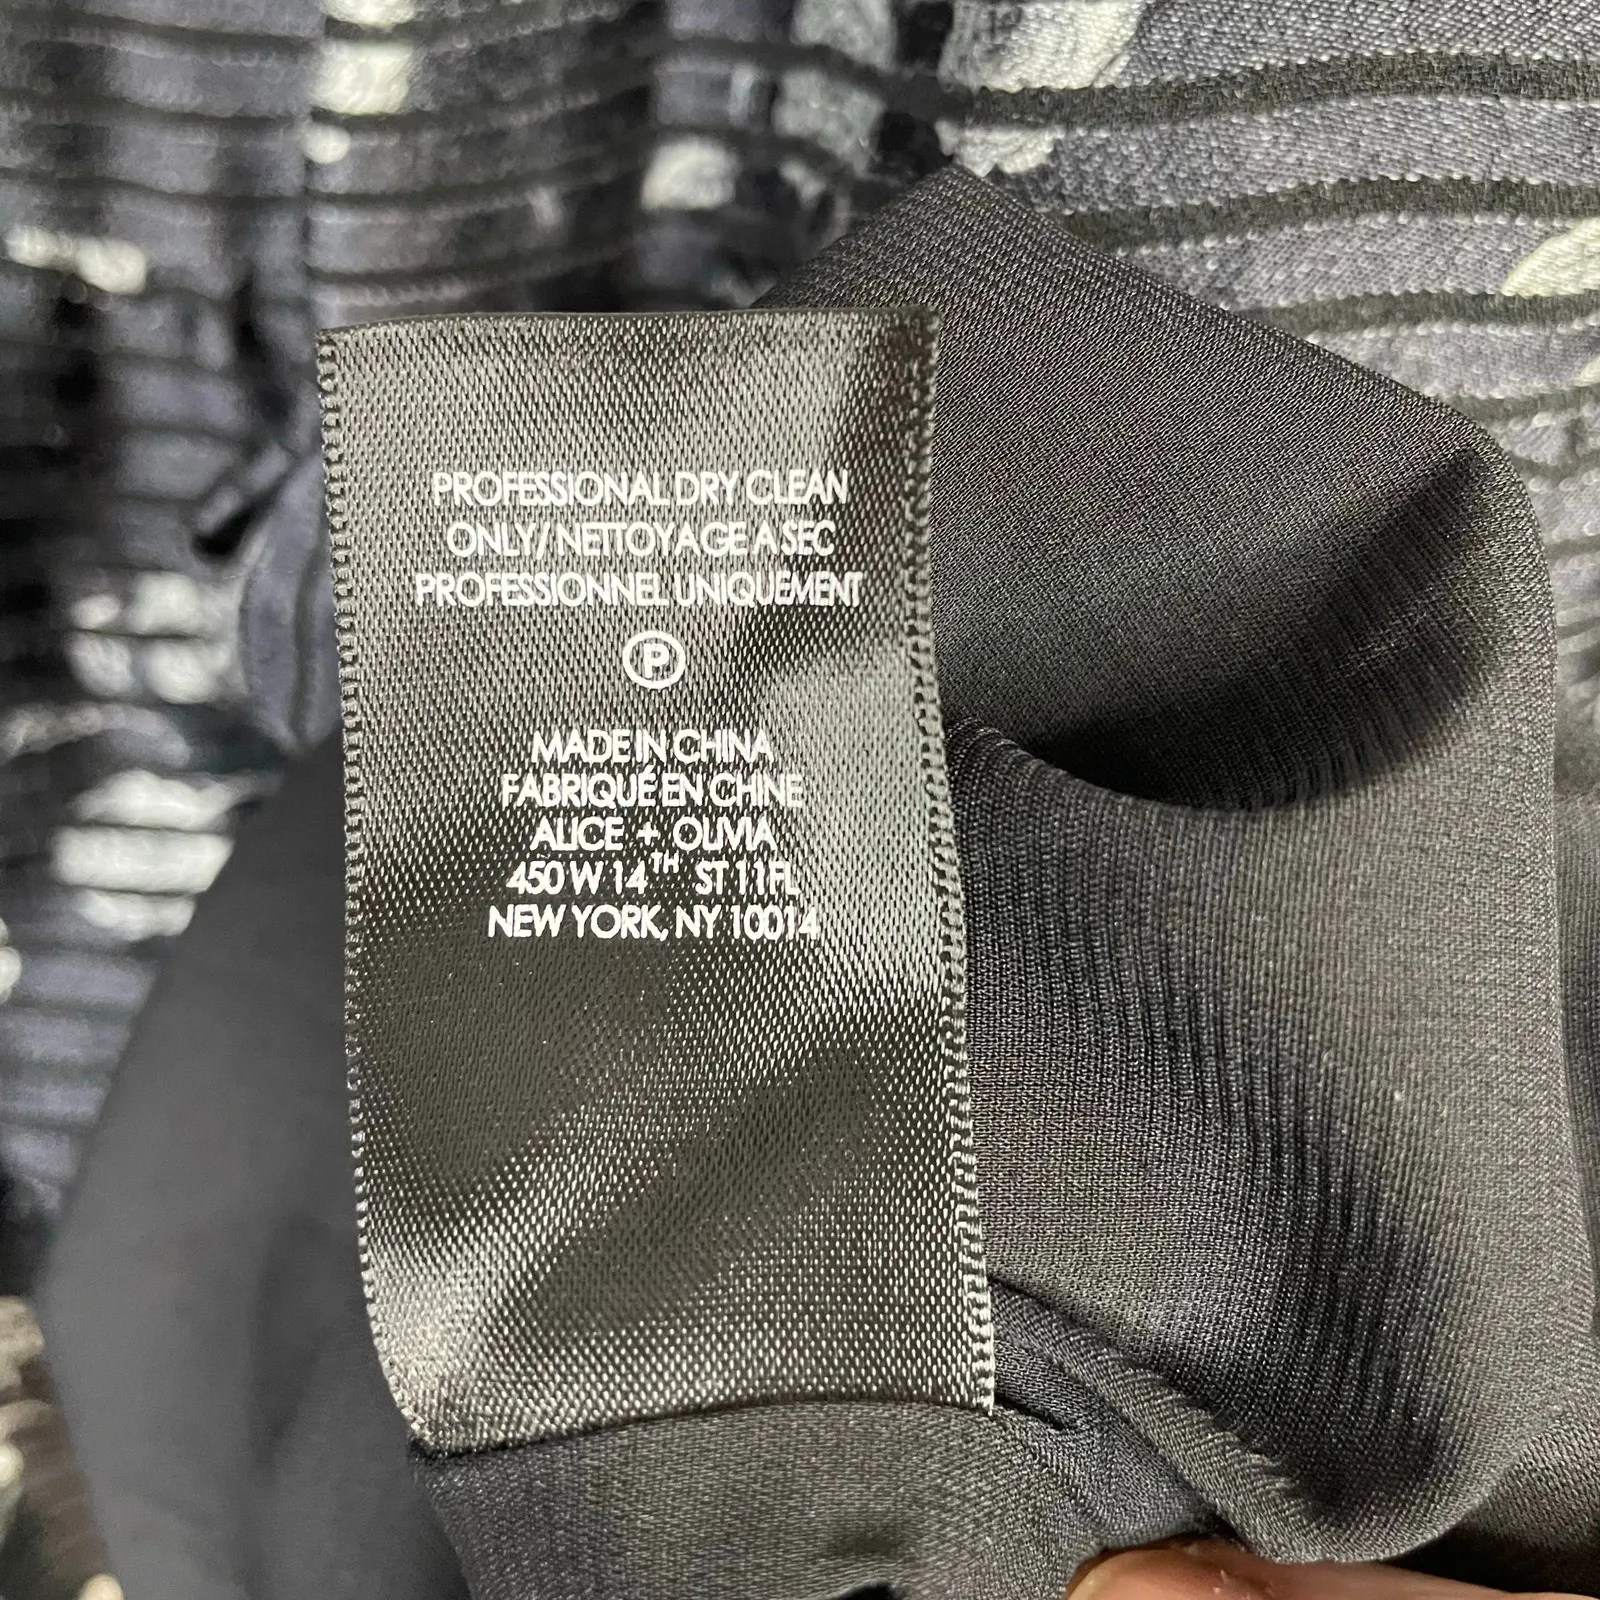 PROFESSIONAL DRY CLEAN
ONLY/ NETTOYAGE A SEC
PROFESSIONNEL UNIQUEMENT
P
MADE IN CHINA
FABRIQUÉ EN CHINE
ALICE + OLIVIA
450 W 14TH ST 11FL
NEW YORK, NY 10014